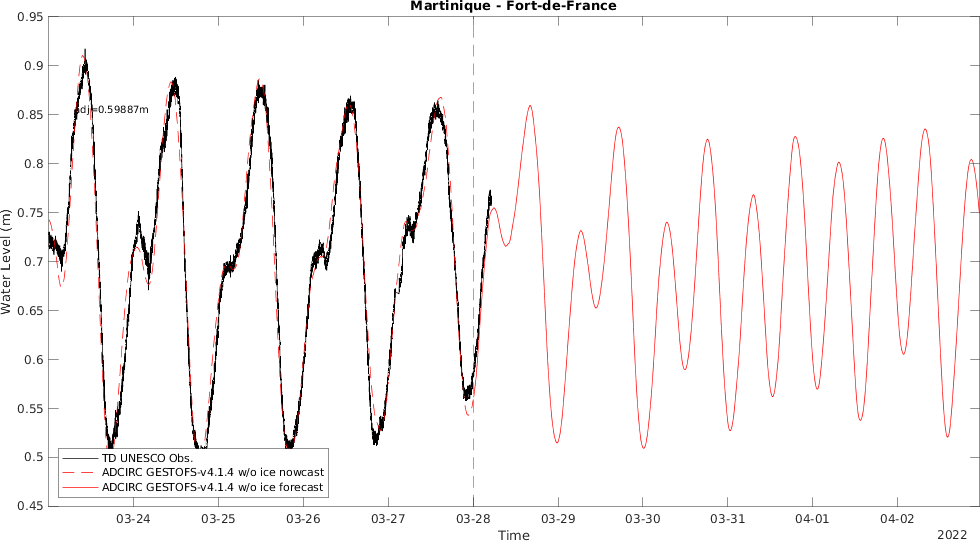 Martinique - Fort-de-France
0.95
0.9
0.85
0.8
0.75
0.7
0.65
0.6
0.55
0.5
0.45
Water Level (m)
adj=0.59887m
TD UNESCO Obs.
ADCIRC GESTOFS-v4.1.4 w/o ice nowcast
ADCIRC GESTOFS-v4.1.4 w/o ice forecast
03-24 03-25 03-26 03-27 03-28 03-29 03-30 03-31 04-01 04-02
Time
2022